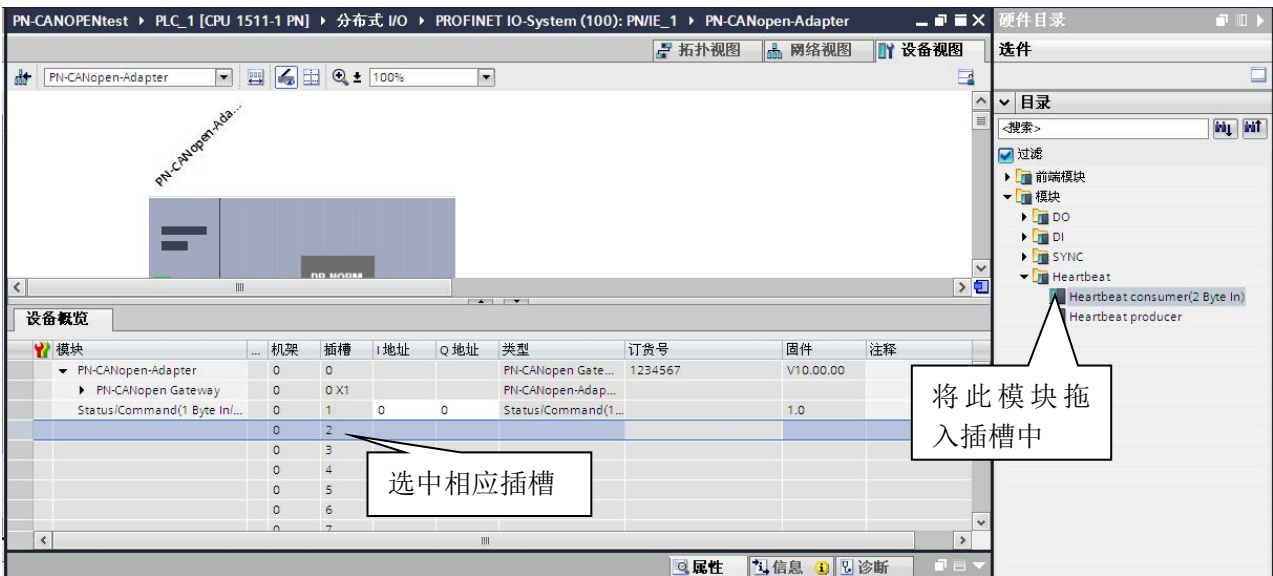 PN-CANOPENtest ▸ PLC_1 [CPU 1511-1 PN] ▸ 分布式 I/O ▸ PROFINET IO-System (100): PN/IE_1 ▸ PN-CANopen-Adapter
硬件目录
拓扑视图 网络视图 设备视图
选件
PN-CANopen-Adapter 100%
目录
PN-CANopen-Ada...
<搜索>
过滤
前端模块
模块
DO
DI
SYNC
Heartbeat
Heartbeat consumer(2 Byte In)
Heartbeat producer
DP-NORM
设备概览
模块 ... 机架 插槽 I 地址 Q 地址 类型 订货号 固件 注释
PN-CANopen-Adapter 0 0 PN-CANopen Gate... 1234567 V10.00.00
PN-CANopen Gateway 0 0 X1 PN-CANopen-Adap...
Status/Command(1 Byte In/... 0 1 0 0 Status/Command(1... 1.0
0 2
0 3
0 4
0 5
0 6
0 7
将此模块拖
入插槽中
选中相应插槽
属性 信息 诊断